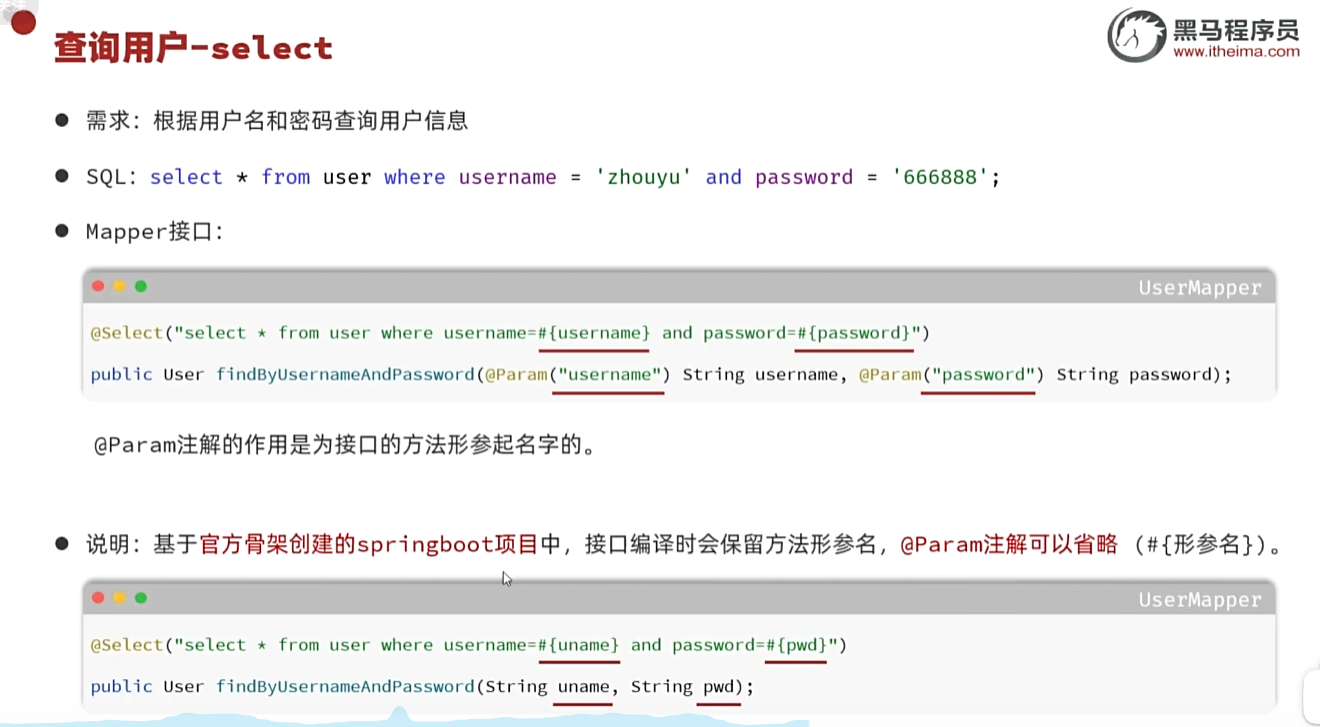 关注
黑马程序员
www.itheima.com
查询用户-select
需求：根据用户名和密码查询用户信息
SQL：select * from user where username = 'zhouyu' and password = '666888';
Mapper接口：
UserMapper
@Select("select * from user where username=#{username} and password=#{password}")
public User findByUsernameAndPassword(@Param("username") String username, @Param("password") String password);
@Param注解的作用是为接口的方法形参起名字的。
说明：基于官方骨架创建的springboot项目中，接口编译时会保留方法形参名，@Param注解可以省略 (#{形参名})。
UserMapper
@Select("select * from user where username=#{uname} and password=#{pwd}")
public User findByUsernameAndPassword(String uname, String pwd);